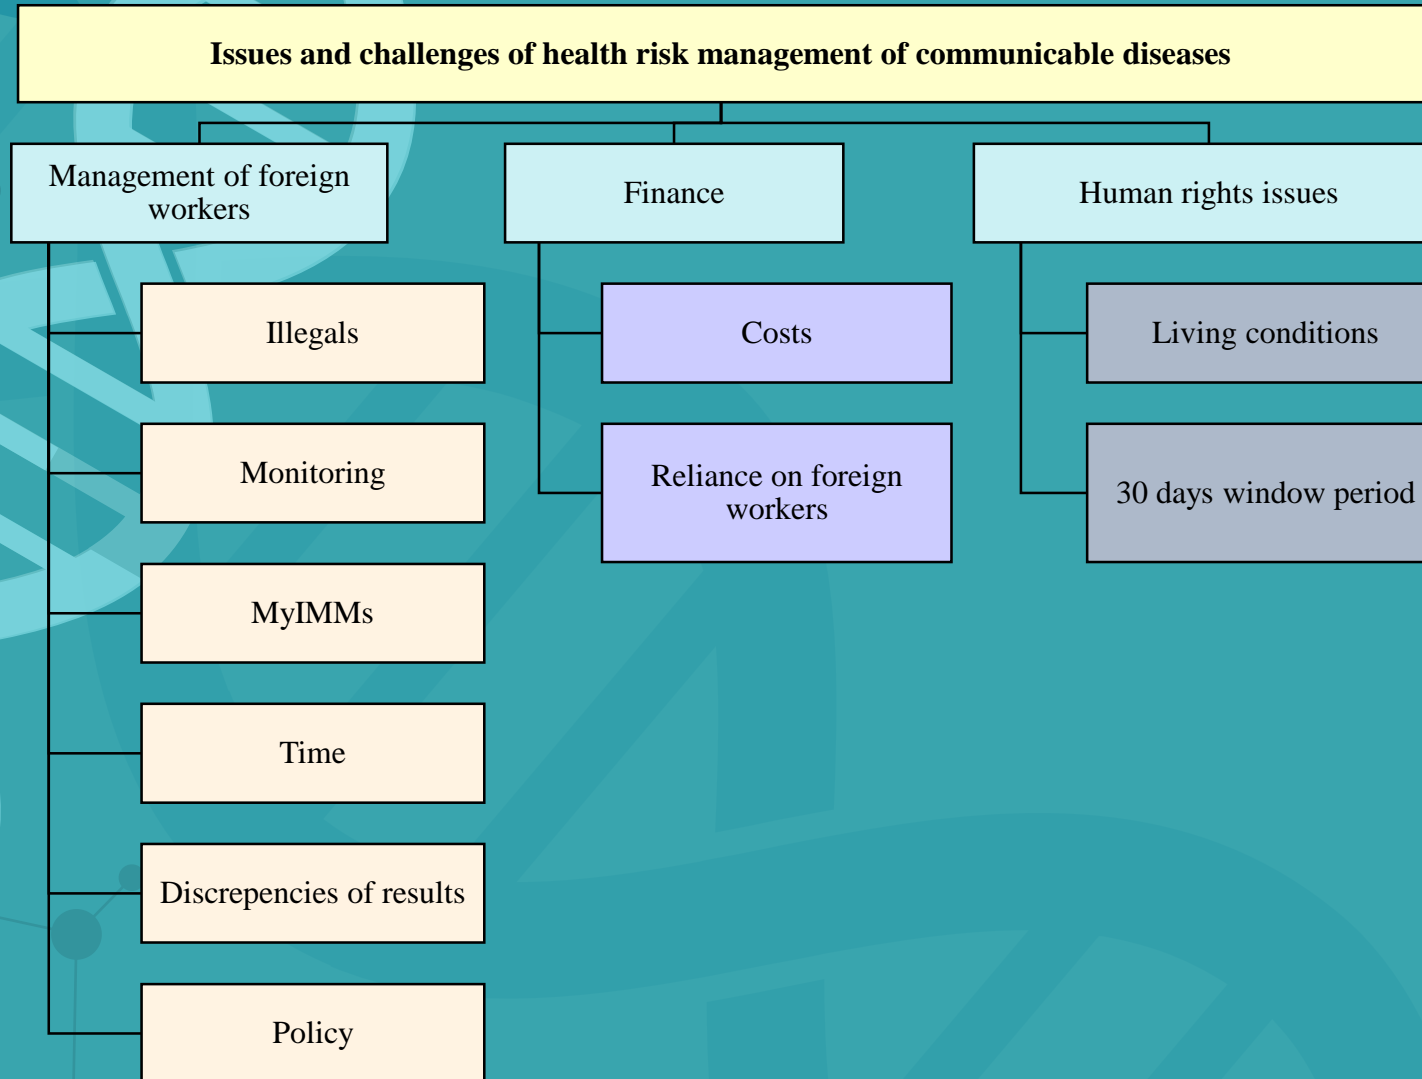 Issues and challenges of health risk management of communicable diseases
Management of foreign
workers
Finance
Human rights issues
Illegals
Monitoring
MyIMMs
Time
Discrepencies of results
Policy
Costs
Reliance on foreign
workers
Living conditions
30 days window period